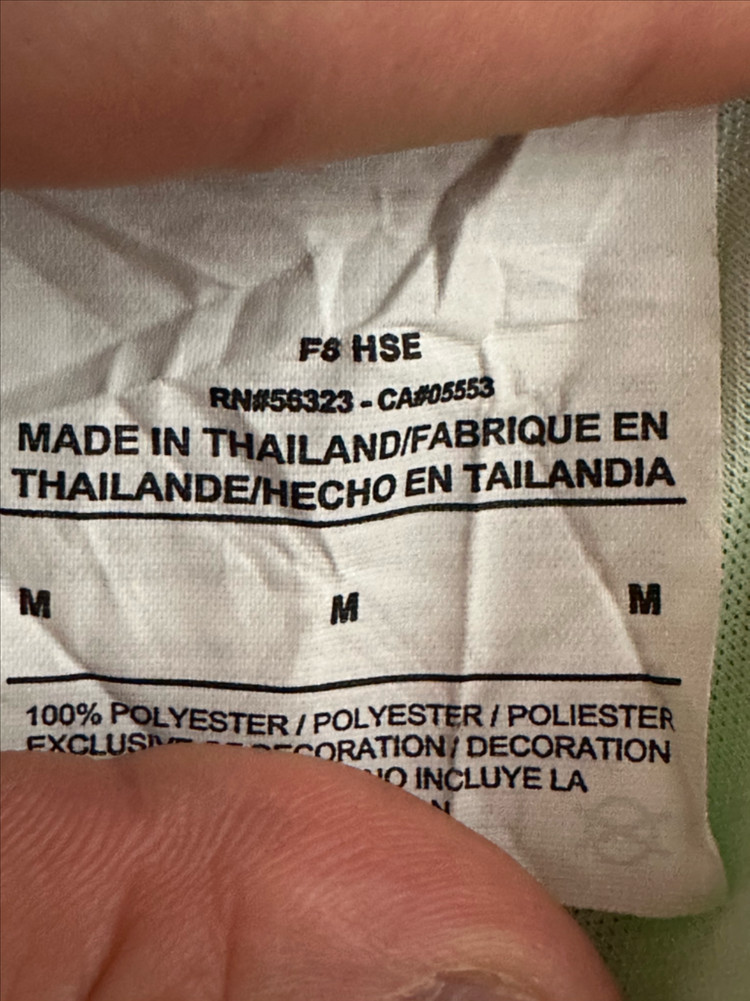 F8 HSE
RN#56323 - CA#05553
MADE IN THAILAND/FABRIQUE EN
THAILANDE/HECHO EN TAILANDIA
M M M
100% POLYESTER / POLYESTER / POLIESTER
DECORATION
INCLUYE LA